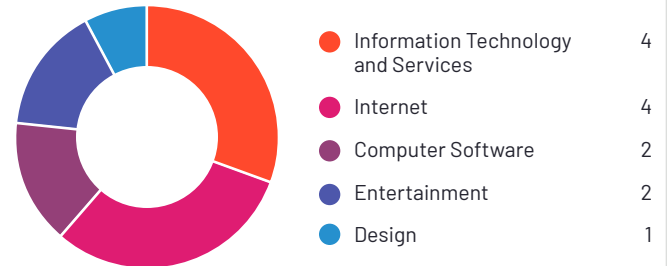 Information Technology 4
and Services
Internet 4
Computer Software 2
Entertainment 2
Design 1